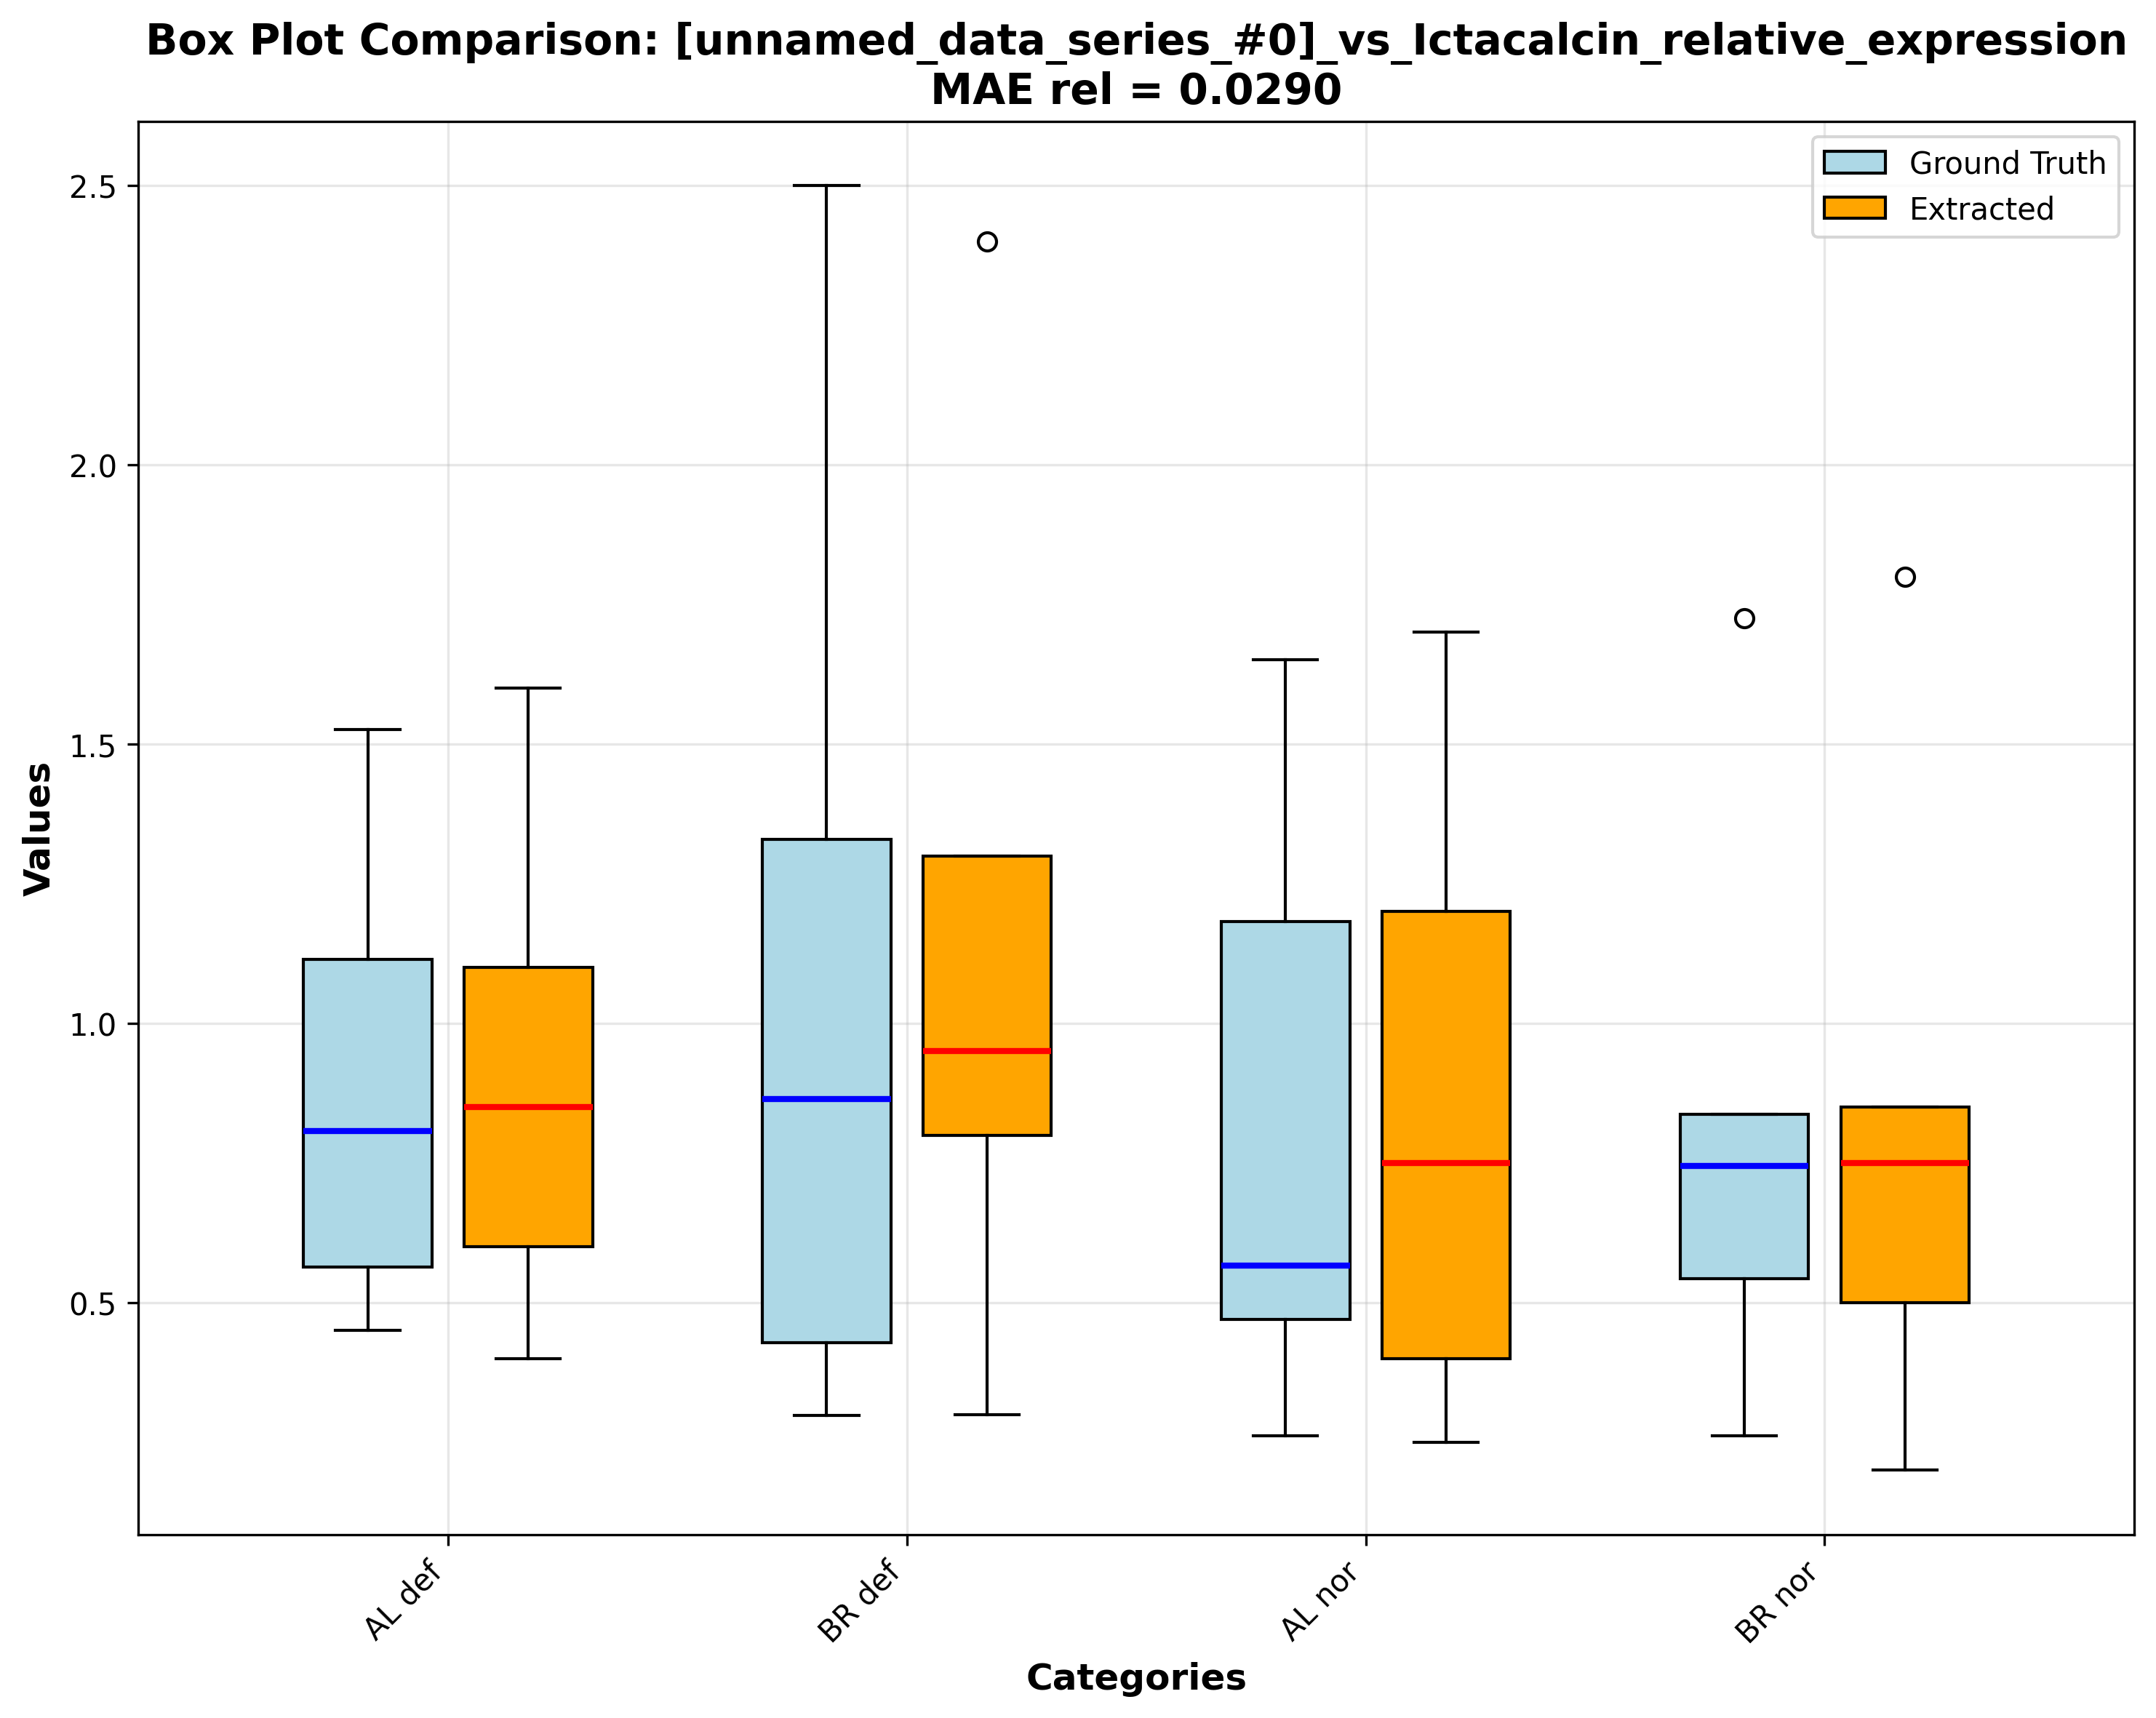 Box Plot Comparison: [unnamed_data_series_#0]_vs_Ictacalcin_relative_expression
MAE rel = 0.0290
Ground Truth
Extracted
2.5
2.0
1.5
1.0
0.5
Values
AL def
BR def
AL nor
BR nor
Categories